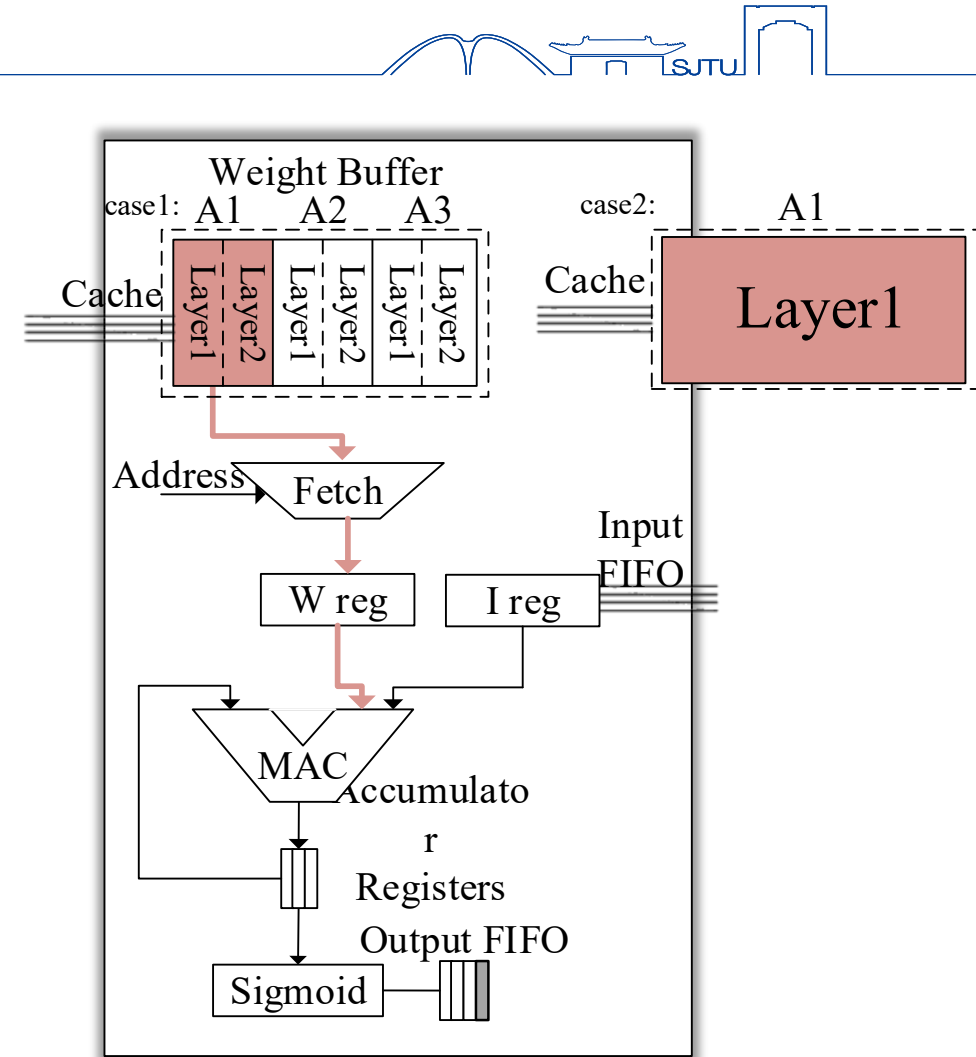 SJTU
Weight Buffer
case1: A1 A2 A3
case2: A1
Cache
Layer1 Layer2 Layer1 Layer2 Layer1 Layer2
Cache
Layer1
Address
Fetch
Input
FIFO
W reg
I reg
MAC
Accumulato
r
Registers
Output FIFO
Sigmoid